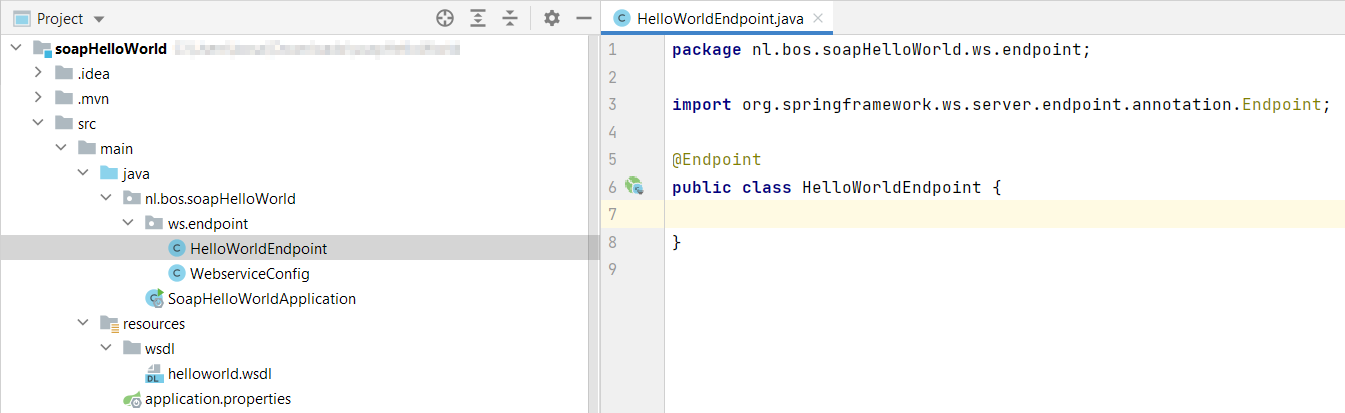 Project
soapHelloWorld
.idea
.mvn
src
main
java
nl.bos.soapHelloWorld
ws.endpoint
HelloWorldEndpoint
WebserviceConfig
SoapHelloWorldApplication
resources
wsdl
DL helloworld.wsdl
application.properties
HelloWorldEndpoint.java
1 package nl.bos.soapHelloWorld.ws.endpoint;
2
3 import org.springframework.ws.server.endpoint.annotation.Endpoint;
4
5 @Endpoint
6 public class HelloWorldEndpoint {
7
8 }
9